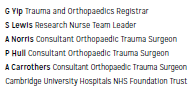 G Yip Trauma and Orthopaedics Registrar
S Lewis Research Nurse Team Leader
A Norris Consultant Orthopaedic Trauma Surgeon
P Hull Consultant Orthopaedic Trauma Surgeon
A Carrothers Consultant Orthopaedic Trauma Surgeon
Cambridge University Hospitals NHS Foundation Trust